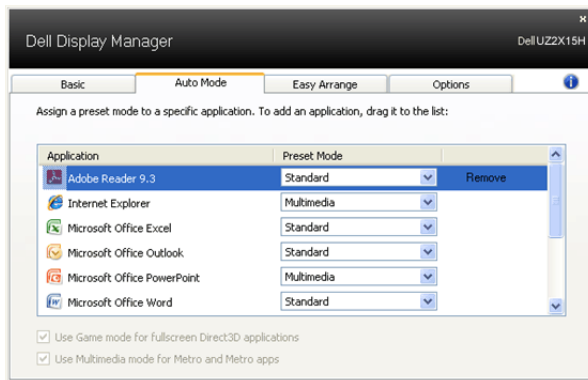 Dell Display Manager
Dell UZ2X15H
Basic Auto Mode Easy Arrange Options
Assign a preset mode to a specific application. To add an application, drag it to the list:
Application Preset Mode
Adobe Reader 9.3 Standard Remove
Internet Explorer Multimedia
Microsoft Office Excel Standard
Microsoft Office Outlook Standard
Microsoft Office PowerPoint Multimedia
Microsoft Office Word Standard
Use Game mode for fullscreen Direct3D applications
Use Multimedia mode for Metro and Metro apps